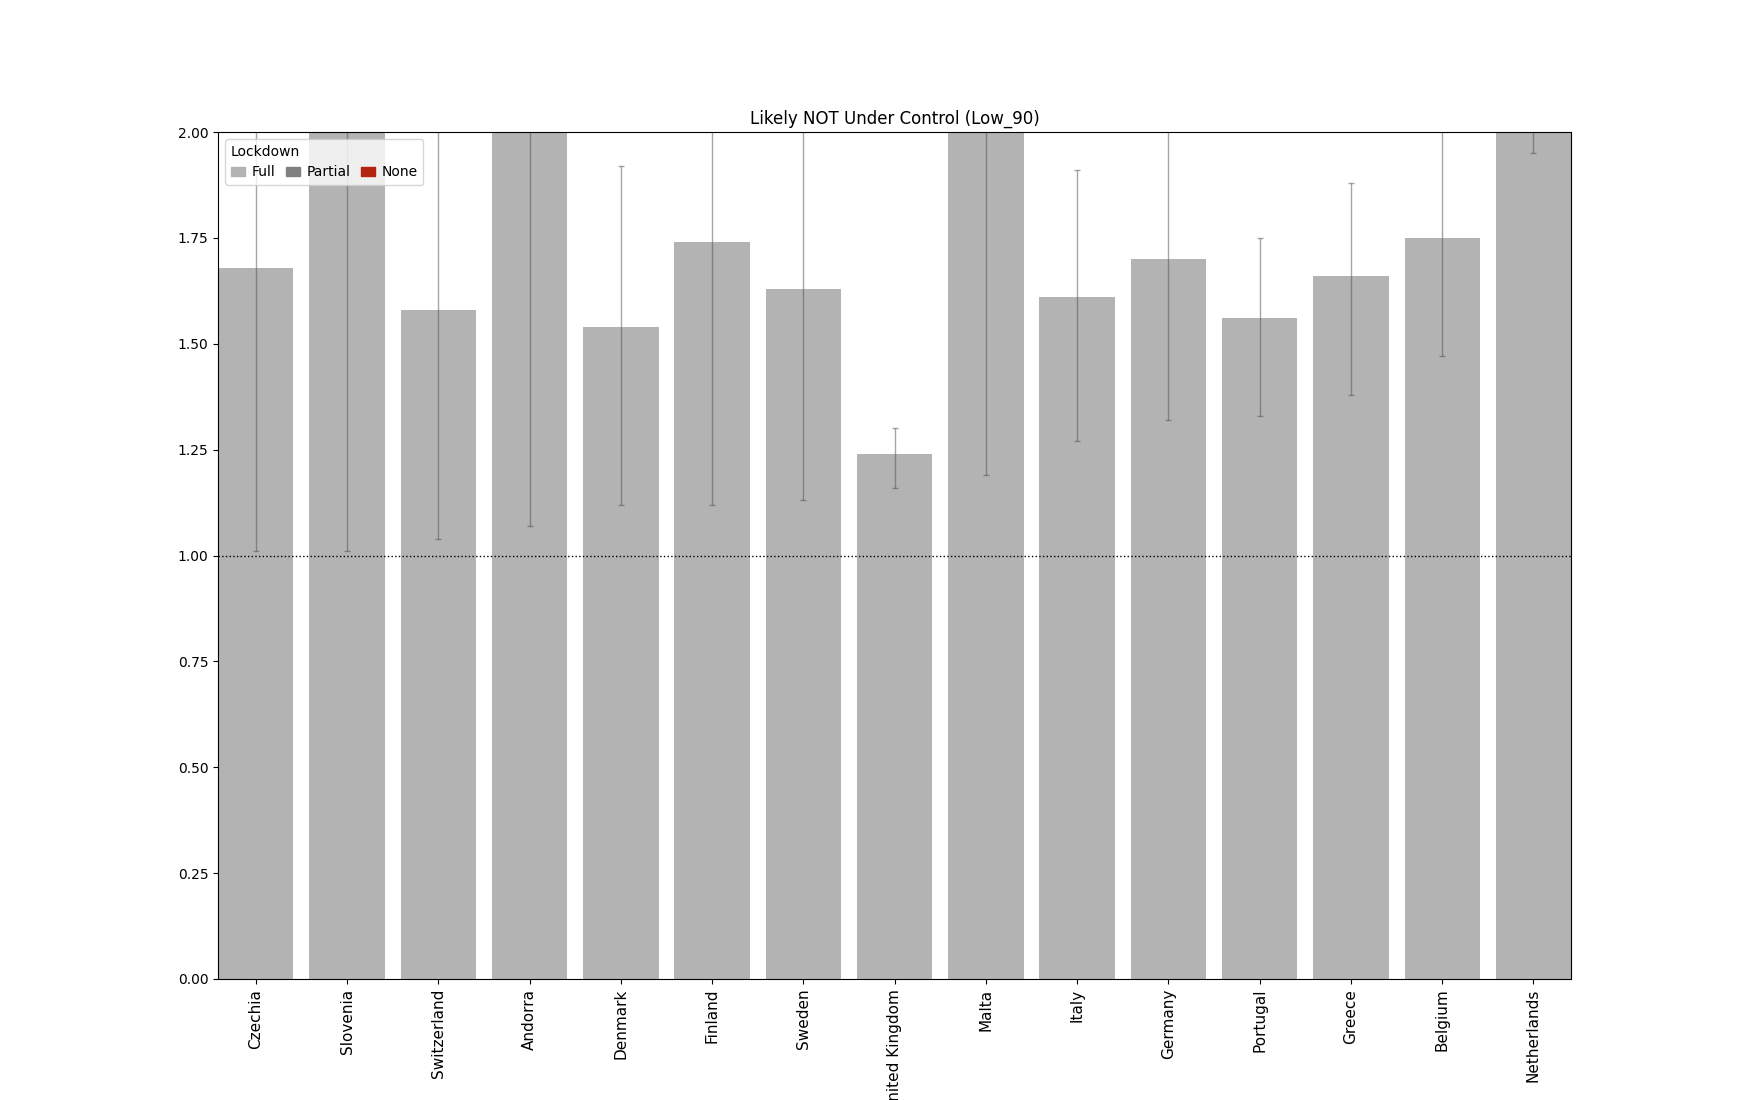 Likely NOT Under Control (Low_90)
Lockdown
Full Partial None
2.00
1.75
1.50
1.25
1.00
0.75
0.50
0.25
0.00
Czechia
Slovenia
Switzerland
Andorra
Denmark
Finland
Sweden
nited Kingdom
Malta
Italy
Germany
Portugal
Greece
Belgium
Netherlands